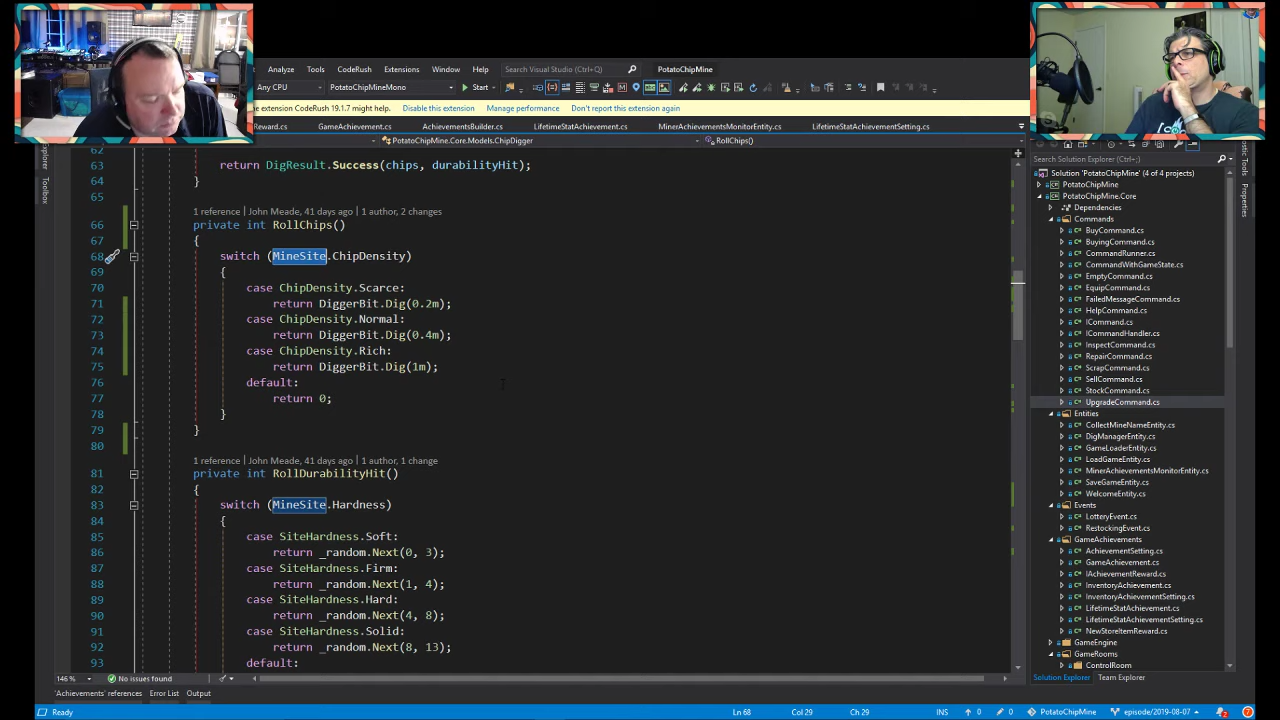 Analyze Tools CodeRush Extensions Window Help Search Visual Studio (Ctrl+Q) PotatoChipMine
Any CPU PotatoChipMineMono Start
he extension CodeRush 19.1.7 might help. Disable this extension Manage performance Don't report this extension again
Reward.cs GameAchievement.cs AchievementsBuilder.cs LifetimeStatAchievement.cs MinerAchievementsMonitorEntity.cs LifetimeStatAchievementSetting.cs
PotatoChipMine.Core.Models.ChipDigger RollChips()
62
63 return DigResult.Success(chips, durabilityHit);
64 }
65
1 reference | John Meade, 41 days ago | 1 author, 2 changes
66 private int RollChips()
67 {
68 switch (MineSite.ChipDensity)
69 {
70 case ChipDensity.Scarce:
71 return DiggerBit.Dig(0.2m);
72 case ChipDensity.Normal:
73 return DiggerBit.Dig(0.4m);
74 case ChipDensity.Rich:
75 return DiggerBit.Dig(1m);
76 default:
77 return 0;
78 }
79 }
80
1 reference | John Meade, 41 days ago | 1 author, 1 change
81 private int RollDurabilityHit()
82 {
83 switch (MineSite.Hardness)
84 {
85 case SiteHardness.Soft:
86 return _random.Next(0, 3);
87 case SiteHardness.Firm:
88 return _random.Next(1, 4);
89 case SiteHardness.Hard:
90 return _random.Next(4, 8);
91 case SiteHardness.Solid:
92 return _random.Next(8, 13);
93 default:
146 % No issues found
'Achievements' references Error List Output
Ready Ln 68 Col 29 Ch 29 INS 0 0 PotatoChipMine episode/2019-08-07 7
Toolbox
Search Solution Explorer (Ctrl+;)
Solution 'PotatoChipMine' (4 of 4 projects)
PotatoChipMine
PotatoChipMine.Core
Dependencies
Commands
BuyCommand.cs
BuyingCommand.cs
CommandRunner.cs
CommandWithGameState.cs
EmptyCommand.cs
EquipCommand.cs
FailedMessageCommand.cs
HelpCommand.cs
ICommand.cs
ICommandHandler.cs
InspectCommand.cs
RepairCommand.cs
ScrapCommand.cs
SellCommand.cs
StockCommand.cs
UpgradeCommand.cs
Entities
CollectMineNameEntity.cs
DigManagerEntity.cs
GameLoaderEntity.cs
LoadGameEntity.cs
MinerAchievementsMonitorEntity.cs
SaveGameEntity.cs
WelcomeEntity.cs
Events
LotteryEvent.cs
RestockingEvent.cs
GameAchievements
AchievementSetting.cs
GameAchievement.cs
IAchievementReward.cs
InventoryAchievement.cs
InventoryAchievementSetting.cs
LifetimeStatAchievement.cs
LifetimeStatAchievementSetting.cs
NewStoreItemReward.cs
GameEngine
GameRooms
ControlRoom
Solution Explorer Team Explorer
Properties